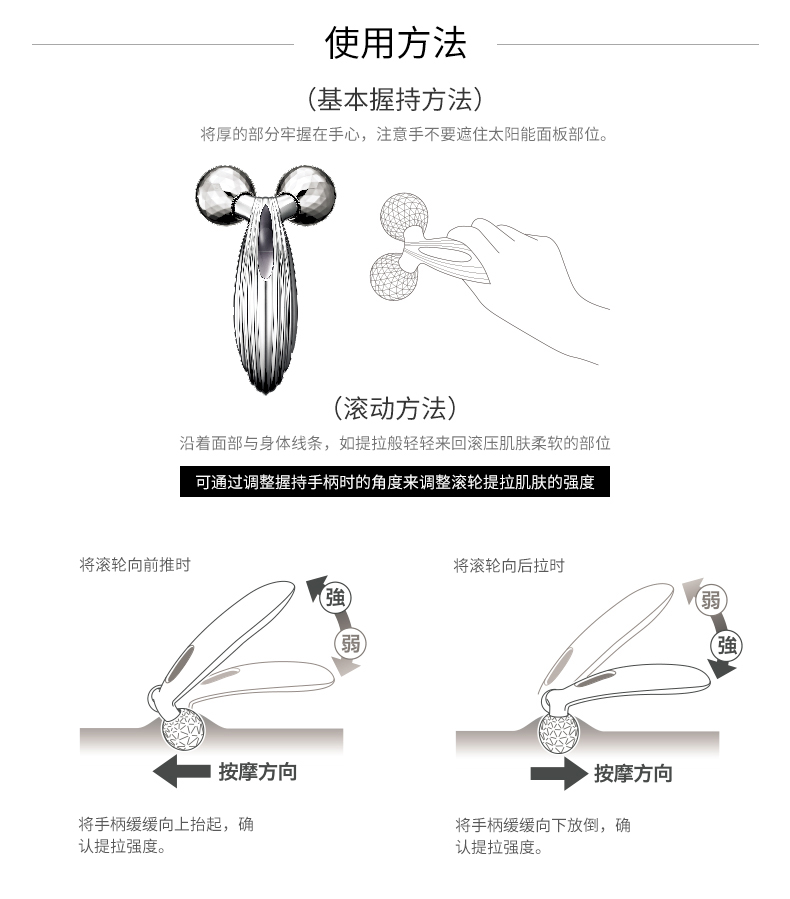 使用方法
（基本握持方法）
将厚的部分牢握在手心，注意手不要遮住太阳能面板部位。
（滚动方法）
沿着面部与身体线条，如提拉般轻轻来回滚压肌肤柔软的部位
可通过调整握持手柄时的角度来调整滚轮提拉肌肤的强度
将滚轮向前推时
強
弱
按摩方向
将手柄缓缓向上抬起，确
认提拉强度。
将滚轮向后拉时
弱
強
按摩方向
将手柄缓缓向下放倒，确
认提拉强度。